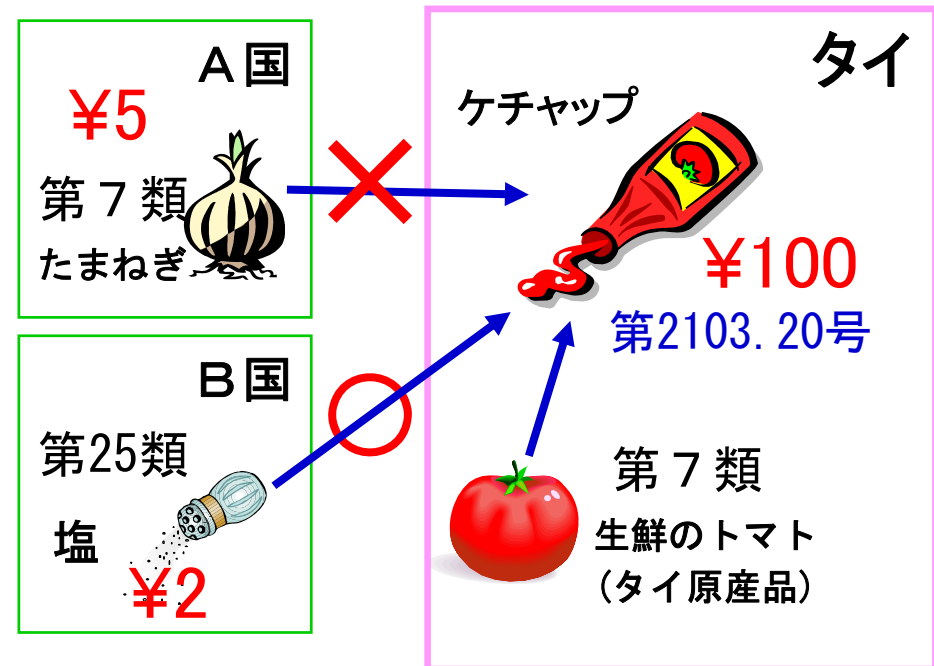 A国
¥5
第7類
たまねぎ
B国
第25類
塩
¥2
タイ
ケチャップ
¥100
第2103.20号
第7類
生鮮のトマト
(タイ原産品)